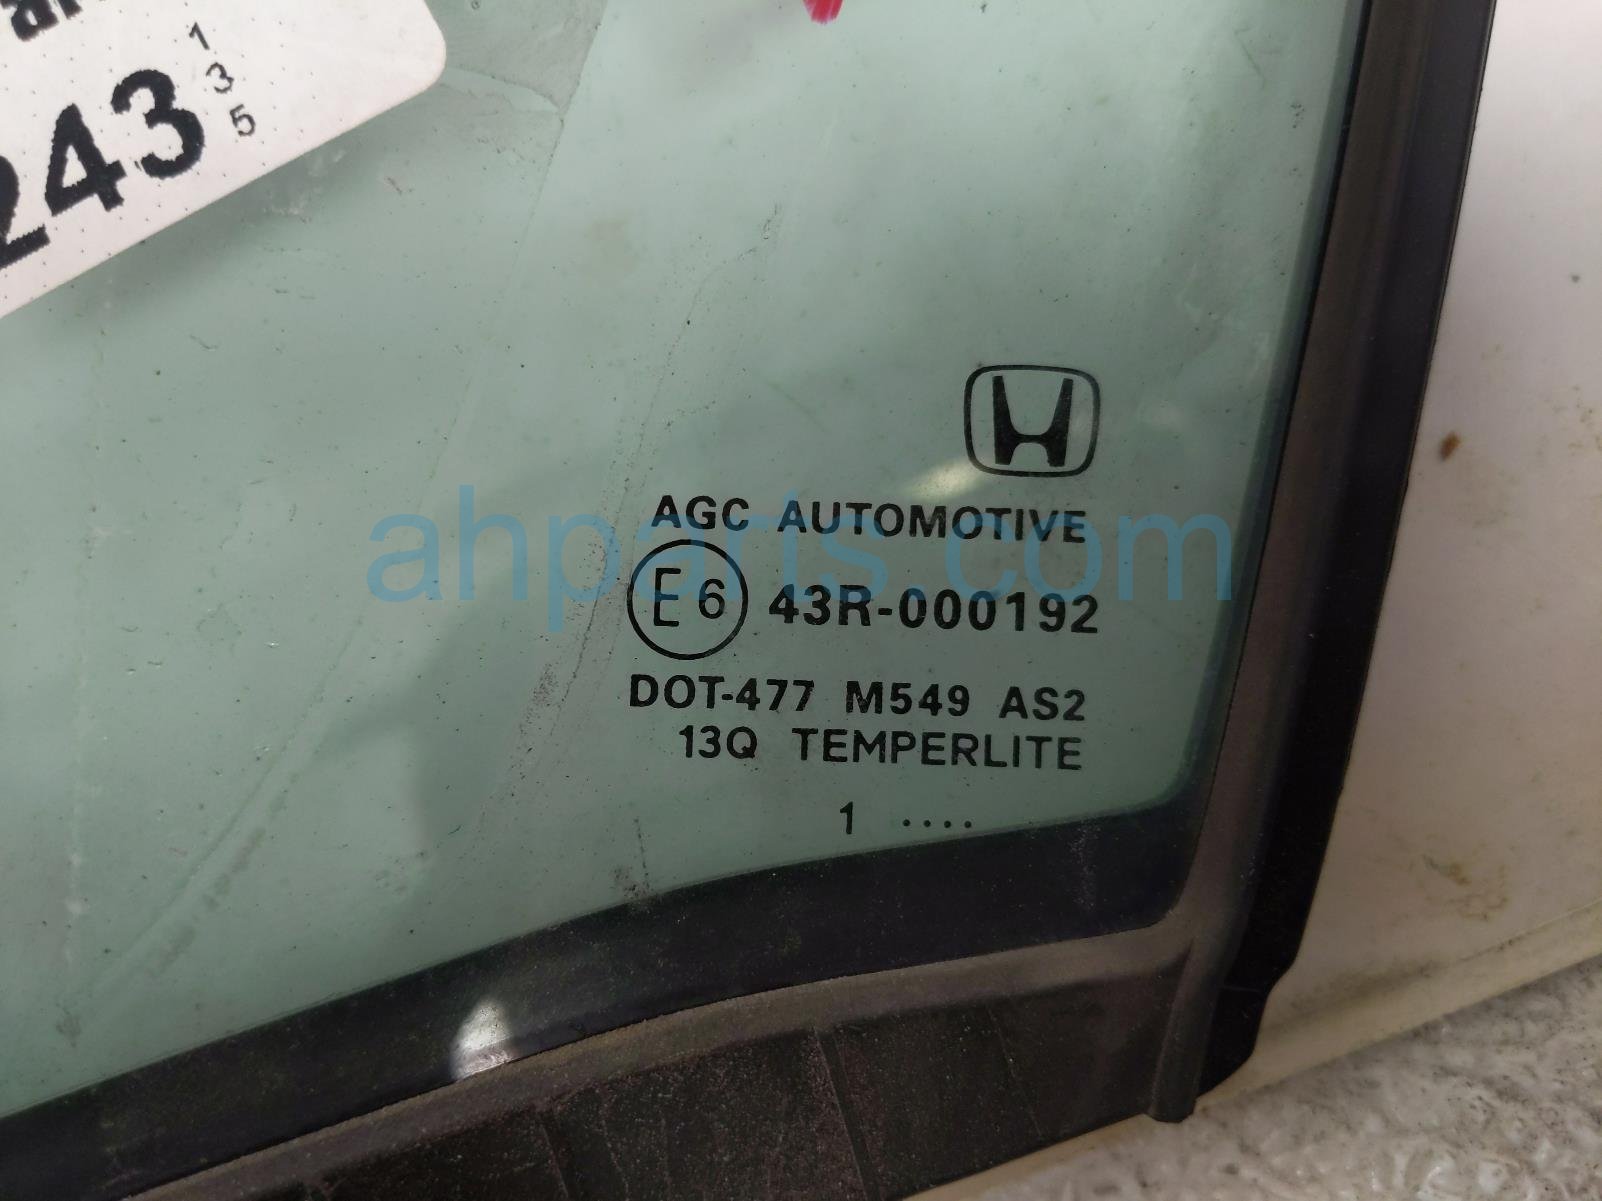 243
1
3
5
AGC AUTOMOTIVE
E6 43R-000192
DOT-477 M549 AS2
13Q TEMPERLITE
1 ....
ahparts.com